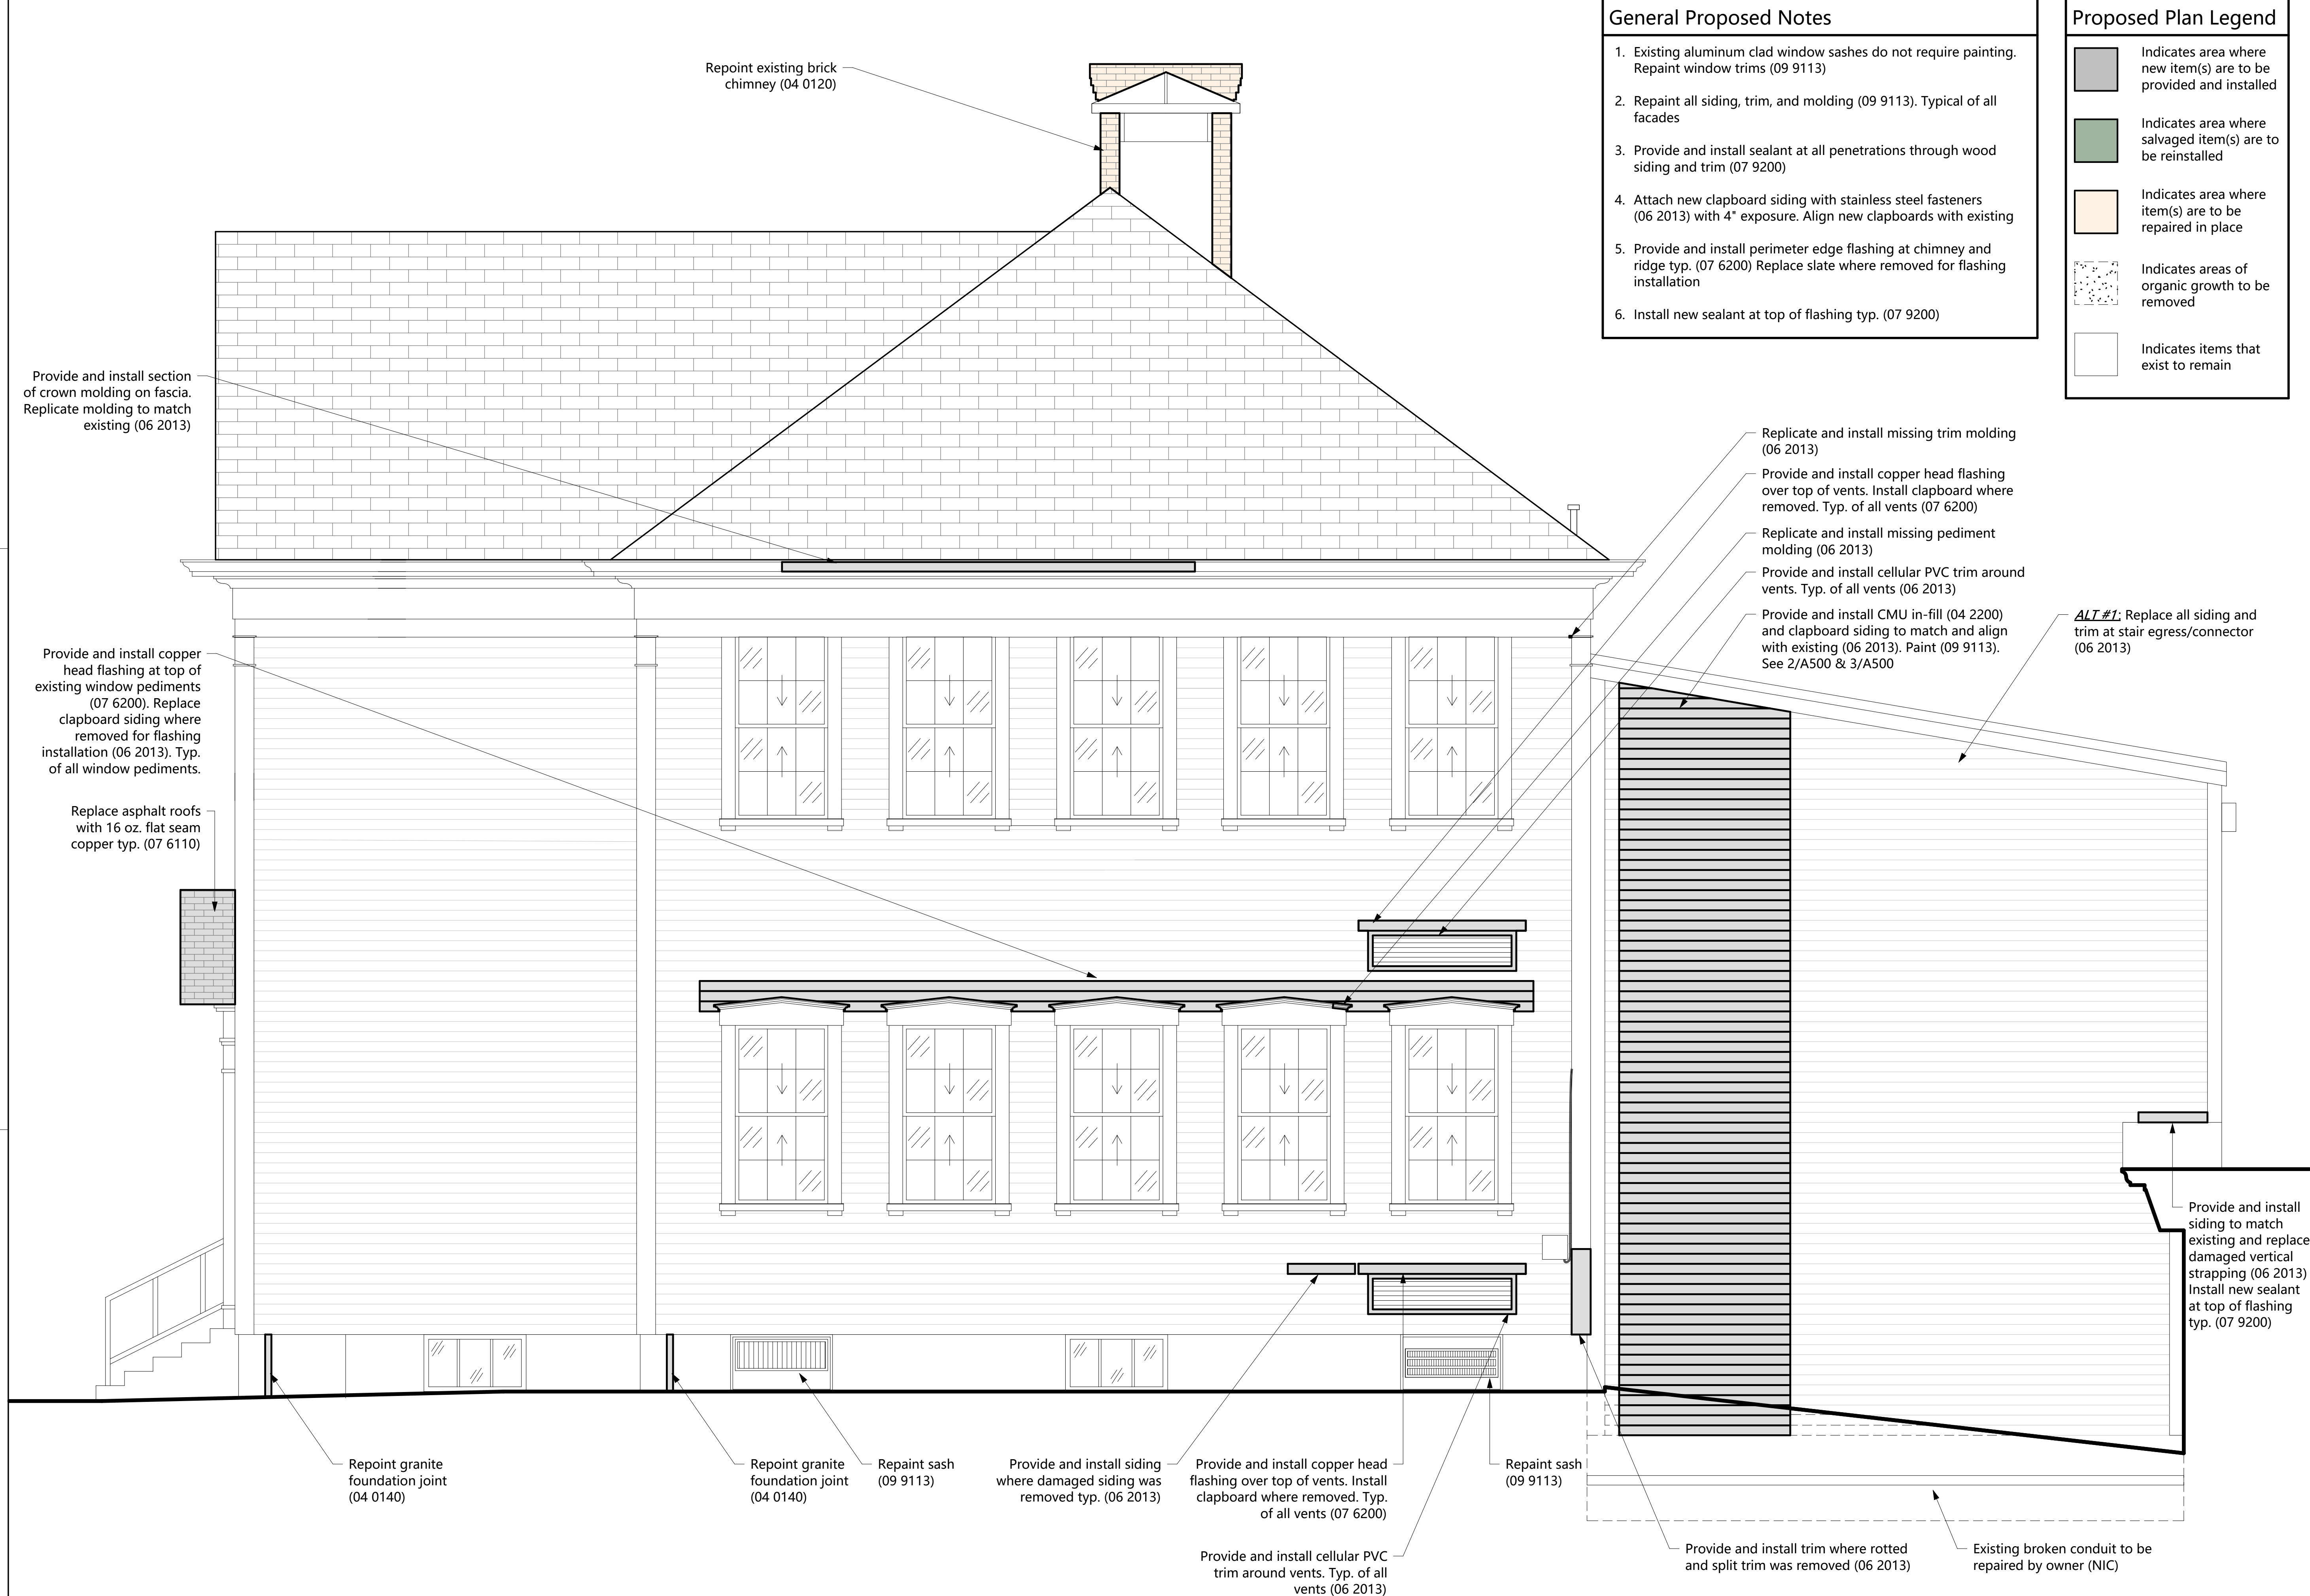 General Proposed Notes
1. Existing aluminum clad window sashes do not require painting.
Repaint window trims (09 9113)
2. Repaint all siding, trim, and molding (09 9113). Typical of all
facades
3. Provide and install sealant at all penetrations through wood
siding and trim (07 9200)
4. Attach new clapboard siding with stainless steel fasteners
(06 2013) with 4" exposure. Align new clapboards with existing
5. Provide and install perimeter edge flashing at chimney and
ridge typ. (07 6200) Replace slate where removed for flashing
installation
6. Install new sealant at top of flashing typ. (07 9200)
Proposed Plan Legend
Indicates area where
new item(s) are to be
provided and installed
Indicates area where
salvaged item(s) are to
be reinstalled
Indicates area where
item(s) are to be
repaired in place
Indicates areas of
organic growth to be
removed
Indicates items that
exist to remain
Repoint existing brick
chimney (04 0120)
Provide and install section
of crown molding on fascia.
Replicate molding to match
existing (06 2013)
Provide and install copper
head flashing at top of
existing window pediments
(07 6200). Replace
clapboard siding where
removed for flashing
installation (06 2013). Typ.
of all window pediments.
Replace asphalt roofs
with 16 oz. flat seam
copper typ. (07 6110)
Replicate and install missing trim molding
(06 2013)
Provide and install copper head flashing
over top of vents. Install clapboard where
removed. Typ. of all vents (07 6200)
Replicate and install missing pediment
molding (06 2013)
Provide and install cellular PVC trim around
vents. Typ. of all vents (06 2013)
Provide and install CMU in-fill (04 2200)
and clapboard siding to match and align
with existing (06 2013). Paint (09 9113).
See 2/A500 & 3/A500
ALT #1: Replace all siding and
trim at stair egress/connector
(06 2013)
Provide and install
siding to match
existing and replace
damaged vertical
strapping (06 2013)
Install new sealant
at top of flashing
typ. (07 9200)
Repoint granite
foundation joint
(04 0140)
Repoint granite
foundation joint
(04 0140)
Repaint sash
(09 9113)
Provide and install siding
where damaged siding was
removed typ. (06 2013)
Provide and install copper head
flashing over top of vents. Install
clapboard where removed. Typ.
of all vents (07 6200)
Repaint sash
(09 9113)
Provide and install cellular PVC
trim around vents. Typ. of all
vents (06 2013)
Provide and install trim where rotted
and split trim was removed (06 2013)
Existing broken conduit to be
repaired by owner (NIC)